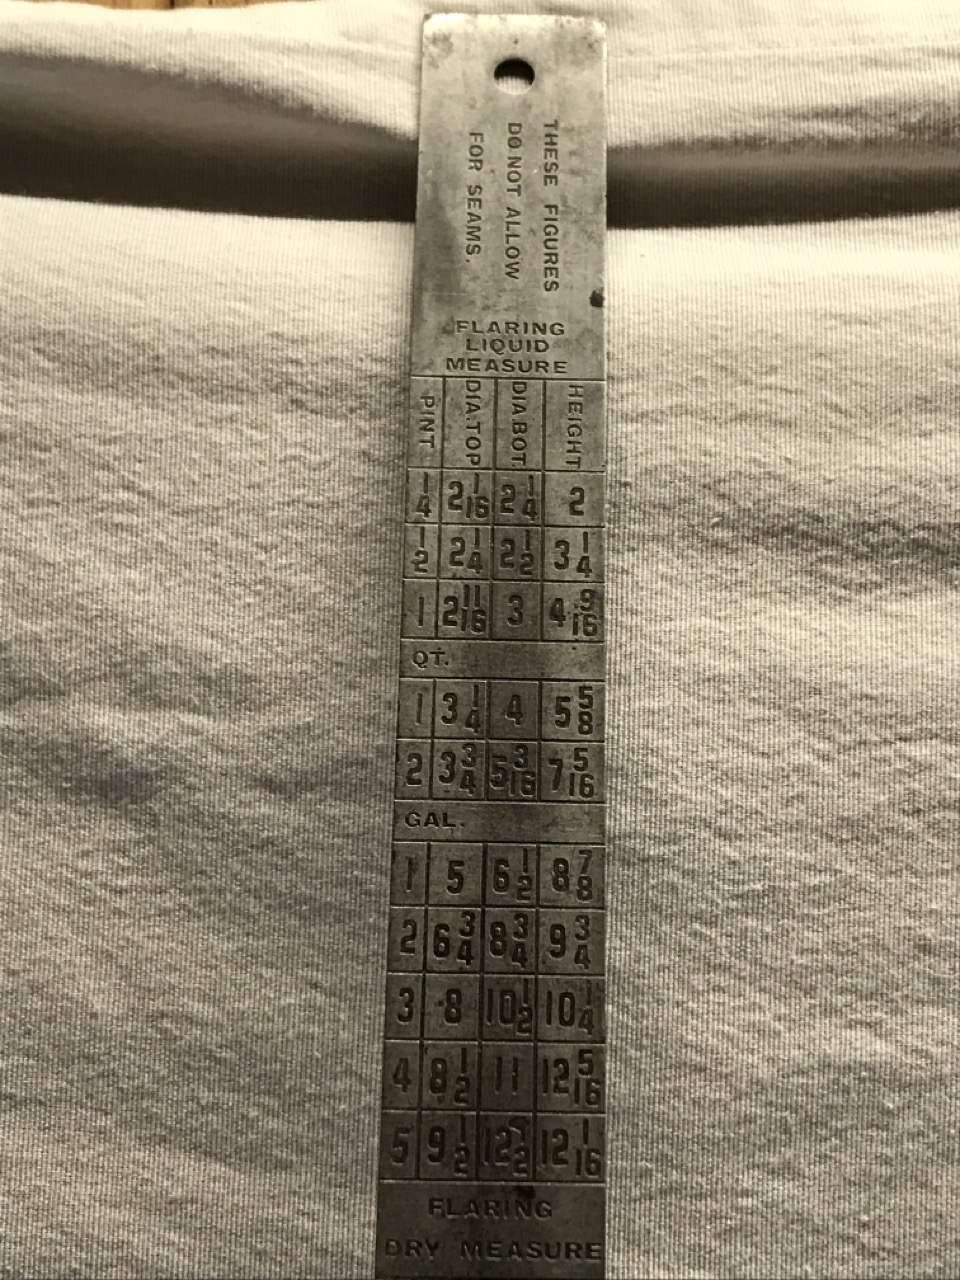 THESE FIGURES
DO NOT ALLOW
FOR SEAMS.
FLARING
LIQUID
MEASURE
PINT DIA.TOP DIA.BOT. HEIGHT
1/4 2 1/16 2 1/4 2
1/2 2 1/4 2 1/2 3 1/4
1 2 11/16 3 4 9/16
QT.
1 3 1/4 4 5 5/8
2 3 3/4 5 3/16 7 5/16
GAL.
1 5 6 1/2 8 7/8
2 6 3/4 8 3/4 9 3/4
3 8 10 1/2 10 1/4
4 8 1/2 11 12 5/16
5 9 1/2 12 1/16
FLARING
DRY MEASURE